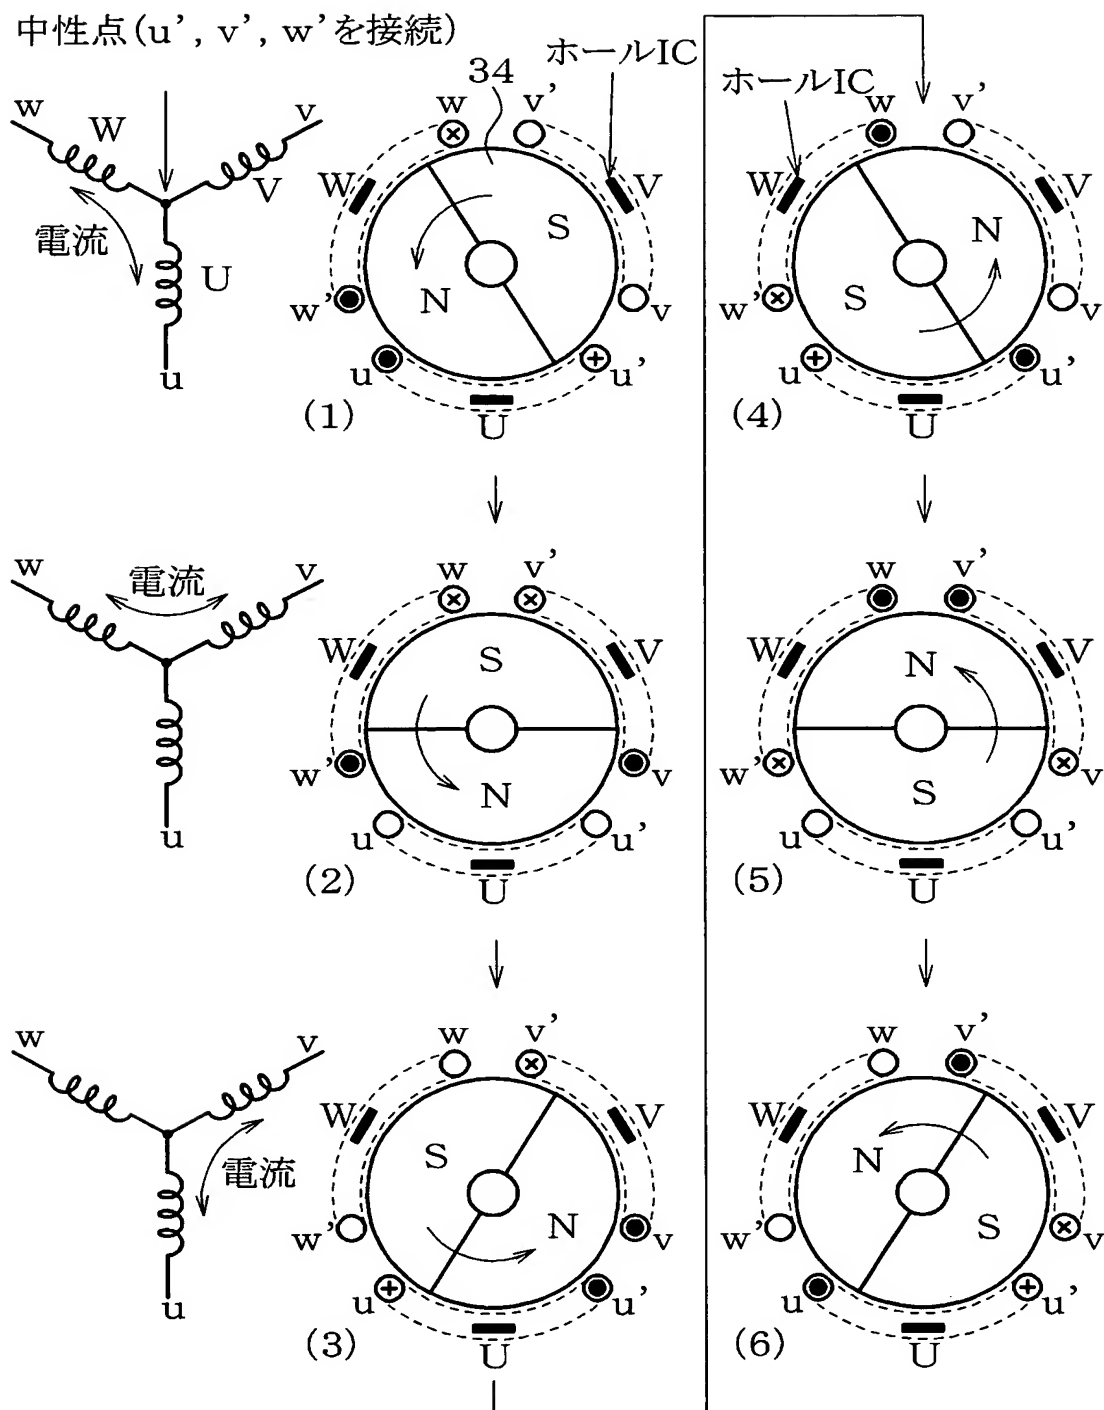 中性点(u', v', w'を接続)
w
W
v
V
電流
U
u
34
ホールIC
w
v'
W
V
S
N
w'
v
u
u'
U
(1)
ホールIC
w
v'
W
V
N
S
w'
v
u
u'
U
(4)
w
電流
v
u
w
v'
W
V
S
N
w'
v
u
u'
U
(2)
w
v'
W
V
N
S
w'
v
u
u'
U
(5)
w
v
電流
u
w
v'
W
V
S
N
w'
v
u
u'
U
(3)
w
v'
W
V
N
S
w'
v
u
u'
U
(6)